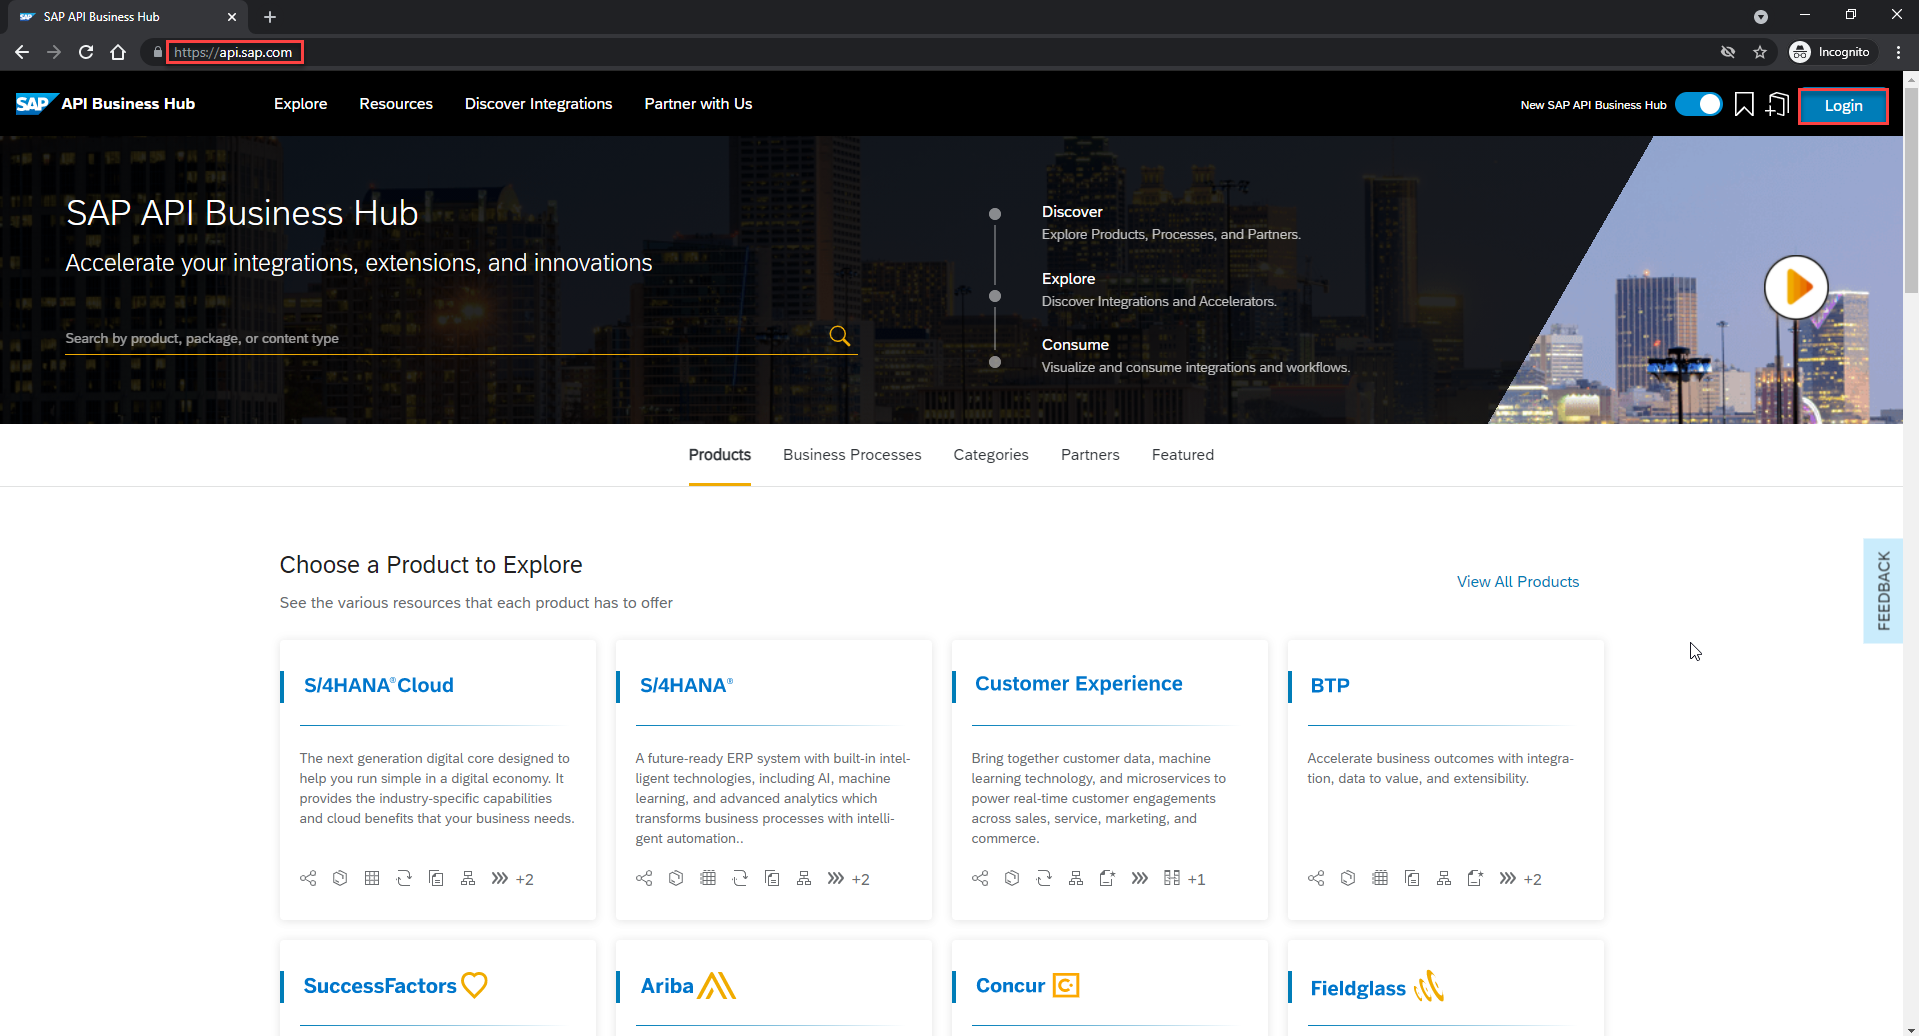 SAP API Business Hub
https://api.sap.com
Incognito
SAP API Business Hub
Explore
Resources
Discover Integrations
Partner with Us
New SAP API Business Hub
Login
SAP API Business Hub
Accelerate your integrations, extensions, and innovations
Search by product, package, or content type
Discover
Explore Products, Processes, and Partners.
Explore
Discover Integrations and Accelerators.
Consume
Visualize and consume integrations and workflows.
Products
Business Processes
Categories
Partners
Featured
Choose a Product to Explore
See the various resources that each product has to offer
View All Products
FEEDBACK
S/4HANA® Cloud
The next generation digital core designed to
help you run simple in a digital economy. It
provides the industry-specific capabilities
and cloud benefits that your business needs.
+2
S/4HANA®
A future-ready ERP system with built-in intel-
ligent technologies, including AI, machine
learning, and advanced analytics which
transforms business processes with intelli-
gent automation..
+2
Customer Experience
Bring together customer data, machine
learning technology, and microservices to
power real-time customer engagements
across sales, service, marketing, and
commerce.
+1
BTP
Accelerate business outcomes with integra-
tion, data to value, and extensibility.
+2
SuccessFactors
Ariba
Concur
Fieldglass